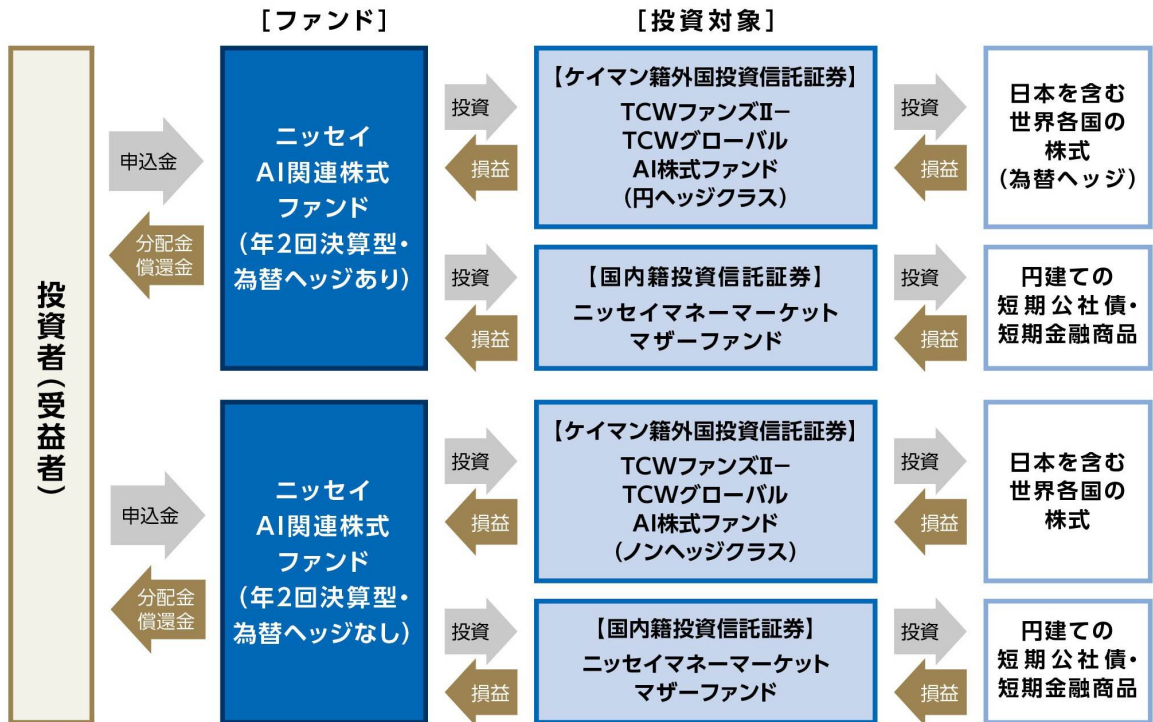 ［ファンド］
［投資対象］
投資者（受益者）
申込金
分配金
償還金
ニッセイ
AI関連株式
ファンド
（年2回決算型・
為替ヘッジあり）
投資
損益
【ケイマン籍外国投資信託証券】
TCWファンズⅡ－
TCWグローバル
AI株式ファンド
（円ヘッジクラス）
投資
損益
日本を含む
世界各国の
株式
（為替ヘッジ）
投資
損益
【国内籍投資信託証券】
ニッセイマネーマーケット
マザーファンド
投資
損益
円建ての
短期公社債・
短期金融商品
申込金
分配金
償還金
ニッセイ
AI関連株式
ファンド
（年2回決算型・
為替ヘッジなし）
投資
損益
【ケイマン籍外国投資信託証券】
TCWファンズⅡ－
TCWグローバル
AI株式ファンド
（ノンヘッジクラス）
投資
損益
日本を含む
世界各国の
株式
投資
損益
【国内籍投資信託証券】
ニッセイマネーマーケット
マザーファンド
投資
損益
円建ての
短期公社債・
短期金融商品